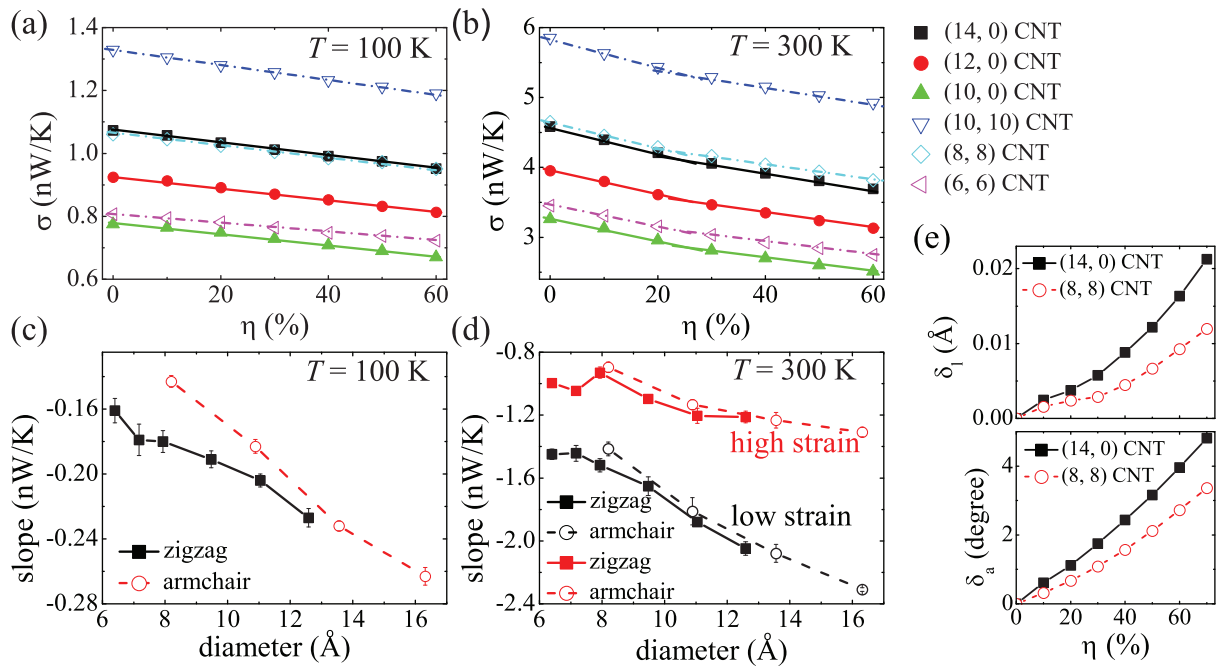 (a)
T = 100 K
1.4
1.2
1.0
0.8
0.6
σ (nW/K)
0 20 40 60
η (%)
(b)
T = 300 K
6
5
4
3
σ (nW/K)
0 20 40 60
η (%)
(14, 0) CNT
(12, 0) CNT
(10, 0) CNT
(10, 10) CNT
(8, 8) CNT
(6, 6) CNT
(c)
T = 100 K
-0.16
-0.20
-0.24
-0.28
slope (nW/K)
zigzag
armchair
6 8 10 12 14 16
diameter (Å)
(d)
T = 300 K
-0.8
-1.2
-1.6
-2.0
-2.4
slope (nW/K)
high strain
low strain
zigzag
armchair
zigzag
armchair
6 8 10 12 14 16
diameter (Å)
(e)
(14, 0) CNT
(8, 8) CNT
0.02
0.01
0.00
δl (Å)
(14, 0) CNT
(8, 8) CNT
4
2
0
δa (degree)
0 20 40 60
η (%)